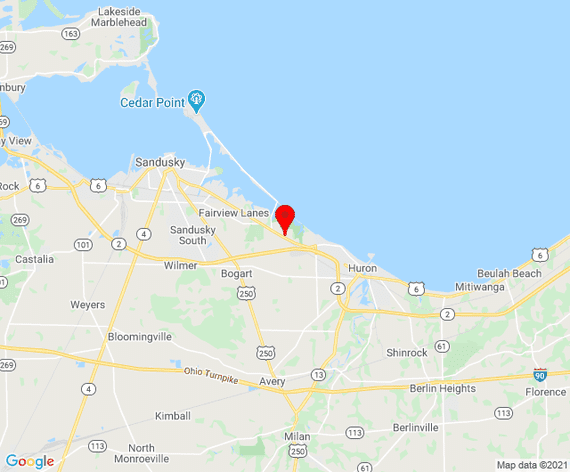 Lakeside
Marblehead
163
269
nbury
Cedar Point
269
ay View
Sandusky
Rock
6
6
Fairview Lanes
269
Sandusky
South
101
4
2
Castalia
Wilmer
Bogart
Huron
6
Beulah Beach
Mitiwanga
250
2
6
2
Weyers
Bloomingville
61
Shinrock
250
269
Ohio Turnpike
13
90
4
Avery
Berlin Heights
Florence
Kimball
61
Berlinville
113
113
North
Monroeville
Milan
250
113
Google
Map data ©2021